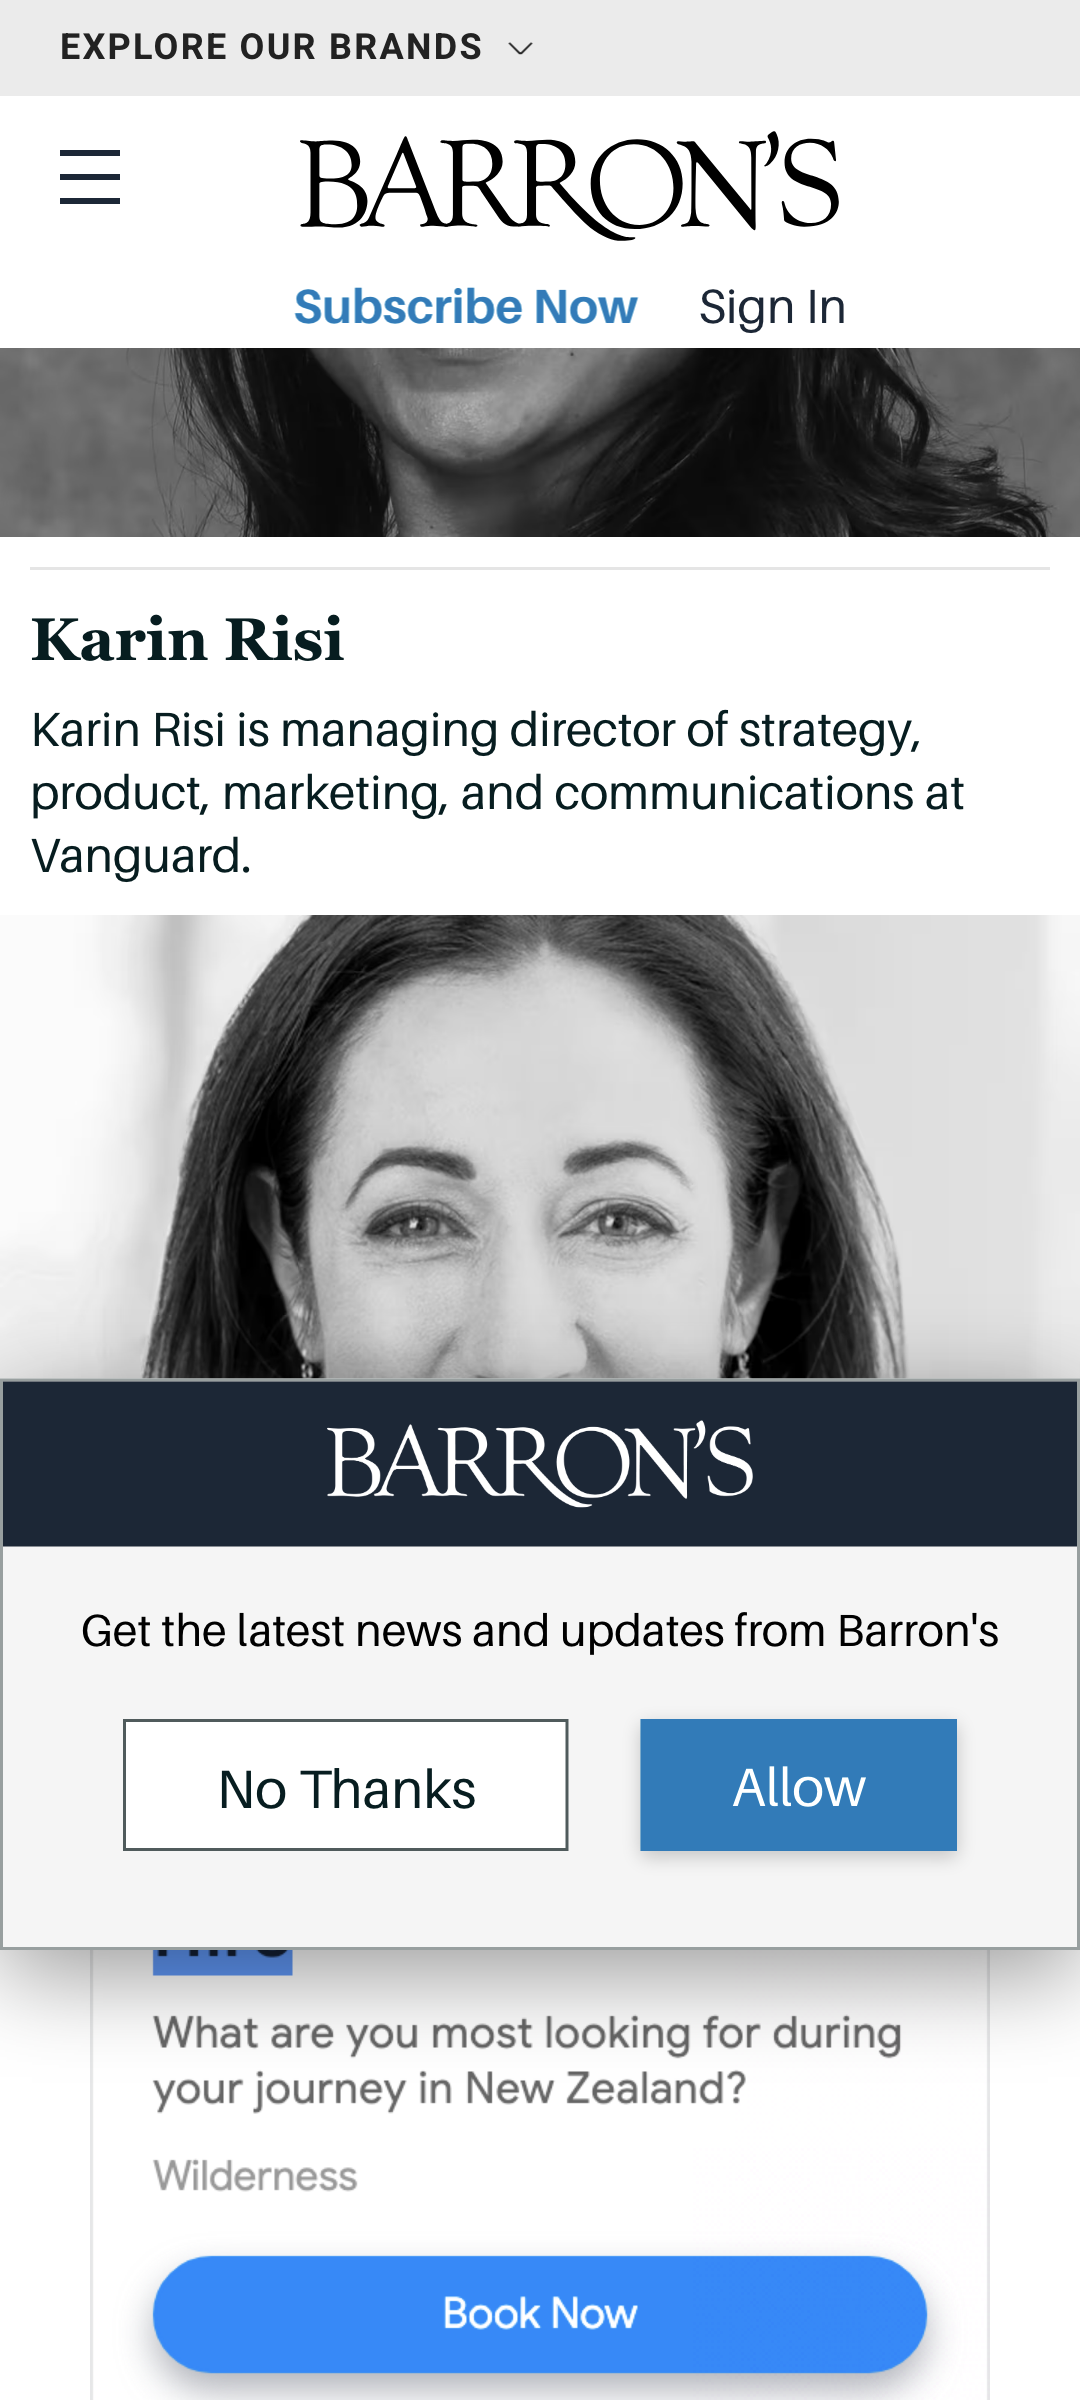 EXPLORE OUR BRANDS
BARRON'S
Subscribe Now Sign In
Karin Risi
Karin Risi is managing director of strategy,
product, marketing, and communications at
Vanguard.
BARRON'S
Get the latest news and updates from Barron's
No Thanks Allow
What are you most looking for during
your journey in New Zealand?
Wilderness
Book Now